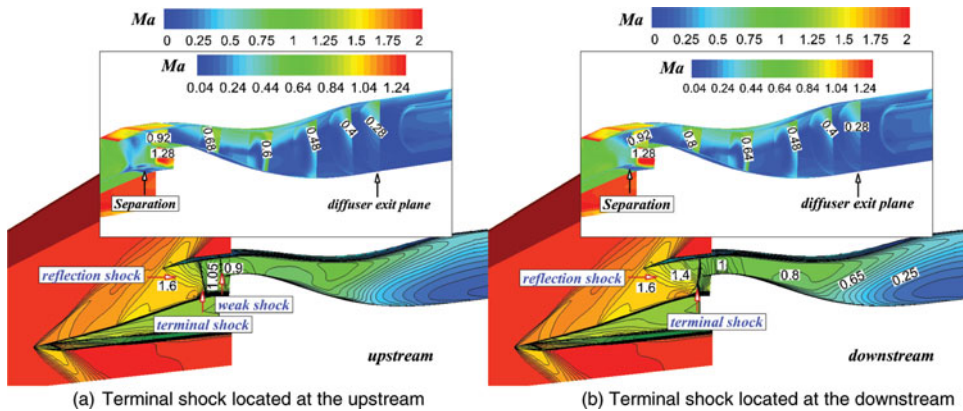 Ma
0 0.25 0.5 0.75 1 1.25 1.5 1.75 2
Ma
0.04 0.24 0.44 0.64 0.84 1.04 1.24
0.92
1.28
0.68
0.6
0.48
0.4
0.28
Separation
diffuser exit plane
reflection shock
1.6
1.05
0.9
weak shock
terminal shock
upstream
(a) Terminal shock located at the upstream
Ma
0 0.25 0.5 0.75 1 1.25 1.5 1.75 2
Ma
0.04 0.24 0.44 0.64 0.84 1.04 1.24
0.92
1.28
0.8
0.64
0.48
0.4
0.28
Separation
diffuser exit plane
reflection shock
1.4
1
1.6
0.8
0.65
0.25
terminal shock
downstream
(b) Terminal shock located at the downstream